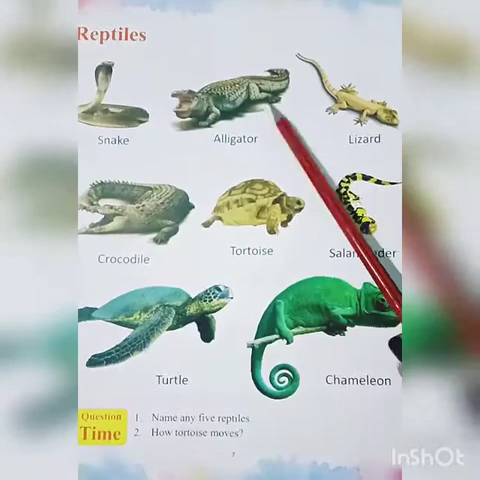 Reptiles
Snake
Alligator
Lizard
Crocodile
Tortoise
Turtle
Chameleon
Question
Time
1. Name any five reptiles.
2. How tortoise moves?
7
InShOt